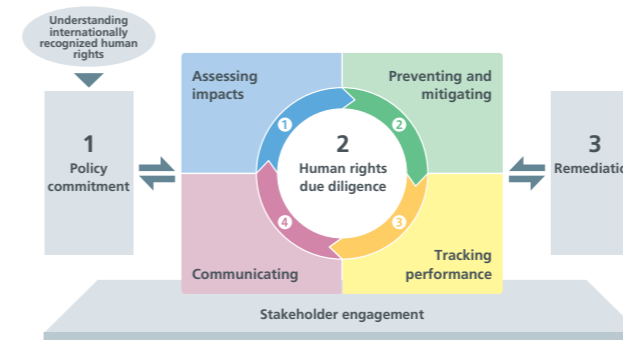 Understanding
internationally
recognized human
rights
1
Policy
commitment
Assessing
impacts
Preventing and
mitigating
1
2
2
Human rights
due diligence
4
3
Communicating
Tracking
performance
3
Remediatio
Stakeholder engagement